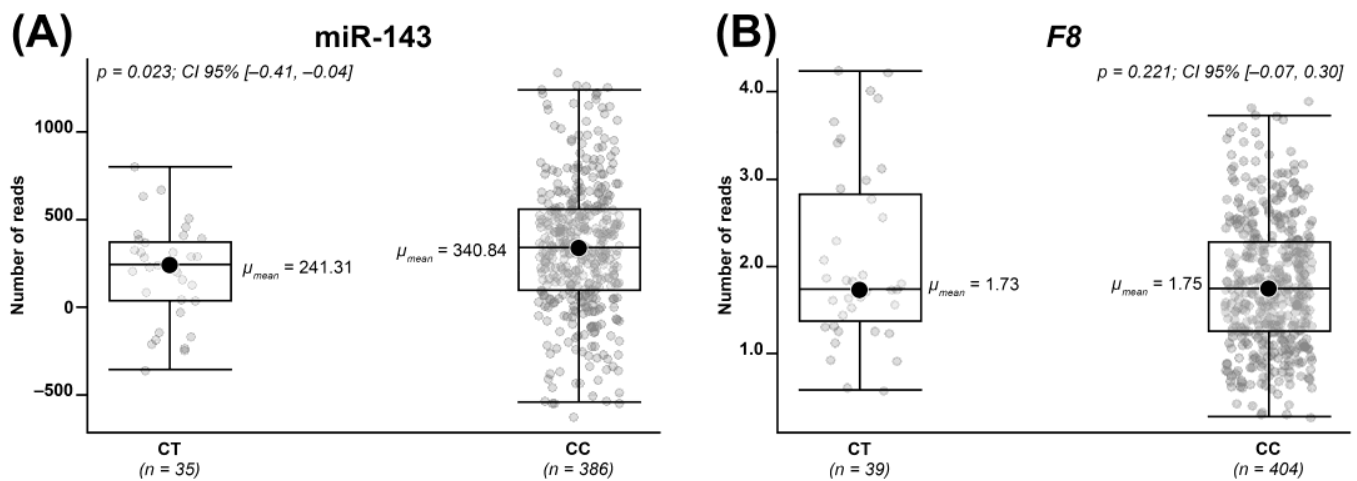 (A)
miR-143
p = 0.023; CI 95% [–0.41, –0.04]
Number of reads
1000
500
0
–500
μmean = 241.31
μmean = 340.84
CT
(n = 35)
CC
(n = 386)
(B)
F8
p = 0.221; CI 95% [–0.07, 0.30]
Number of reads
4.0
3.0
2.0
1.0
μmean = 1.73
μmean = 1.75
CT
(n = 39)
CC
(n = 404)